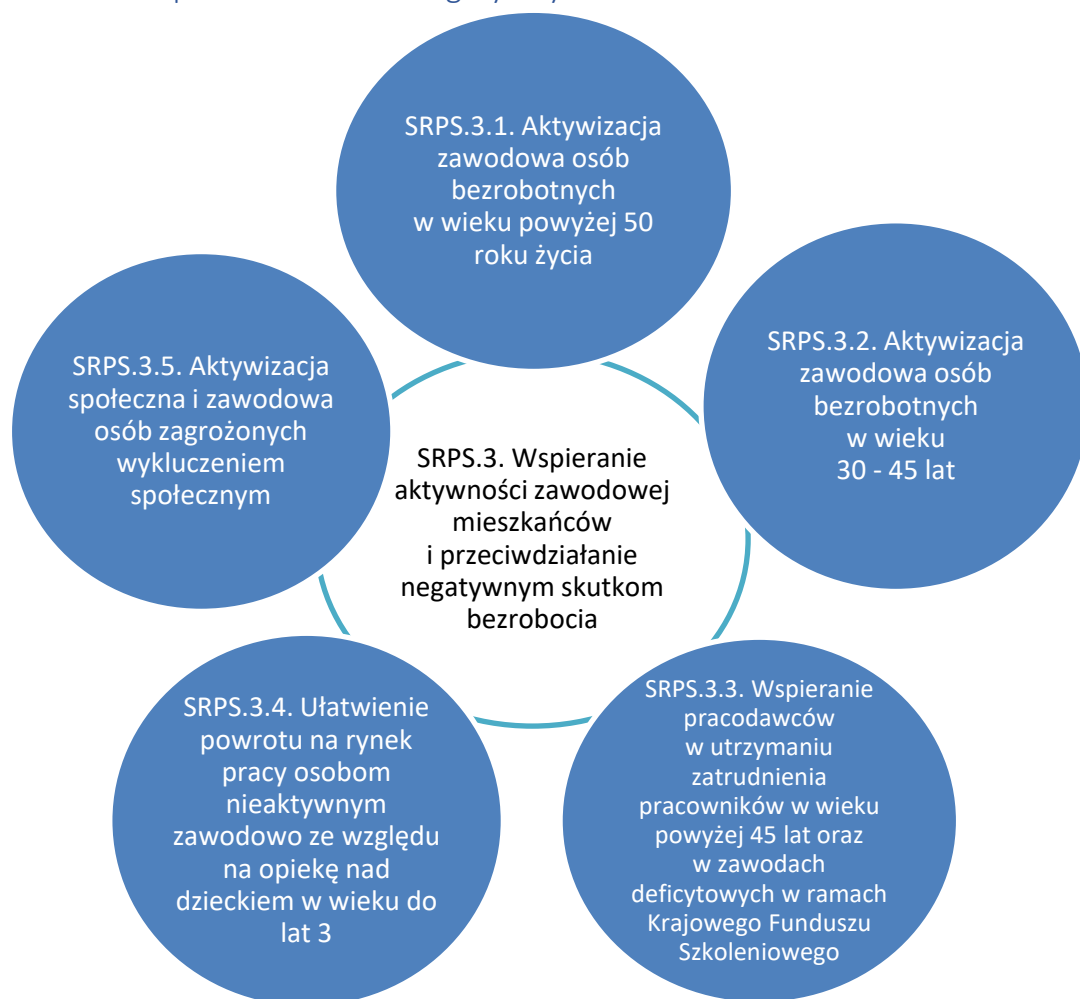 SRPS.3.1. Aktywizacja
zawodowa osób
bezrobotnych
w wieku powyżej 50
roku życia
SRPS.3.2. Aktywizacja
zawodowa osób
bezrobotnych
w wieku
30 - 45 lat
SRPS.3.3. Wspieranie
pracodawców
w utrzymaniu
zatrudnienia
pracowników w wieku
powyżej 45 lat oraz
w zawodach
deficytowych w ramach
Krajowego Funduszu
Szkoleniowego
SRPS.3.4. Ułatwienie
powrotu na rynek
pracy osobom
nieaktywnym
zawodowo ze względu
na opiekę nad
dzieckiem w wieku do
lat 3
SRPS.3.5. Aktywizacja
społeczna i zawodowa
osób zagrożonych
wykluczeniem
społecznym
SRPS.3. Wspieranie
aktywności zawodowej
mieszkańców
i przeciwdziałanie
negatywnym skutkom
bezrobocia